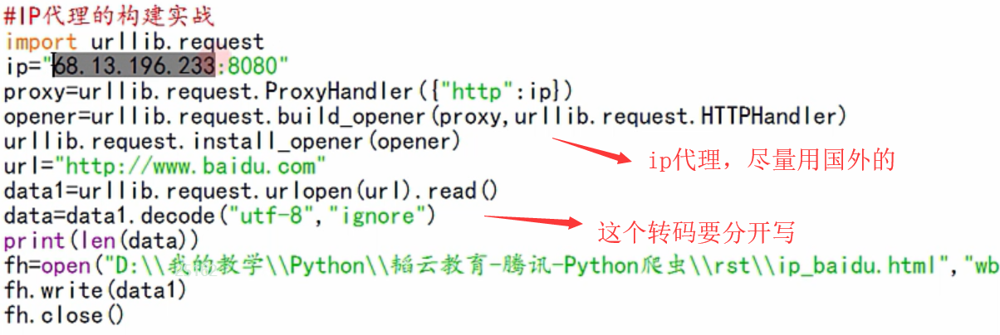 #IP代理的构建实战
import urllib.request
ip="68.13.196.233:8080"
proxy=urllib.request.ProxyHandler({"http":ip})
opener=urllib.request.build_opener(proxy,urllib.request.HTTPHandler)
urllib.request.install_opener(opener)
ip代理，尽量用国外的
url="http://www.baidu.com"
data1=urllib.request.urlopen(url).read()
data=data1.decode("utf-8","ignore")
这个转码要分开写
print(len(data))
fh=open("D:\\我的教学\\Python\\韬云教育-腾讯-Python爬虫\\rst\\ip_baidu.html","wb
fh.write(data1)
fh.close()